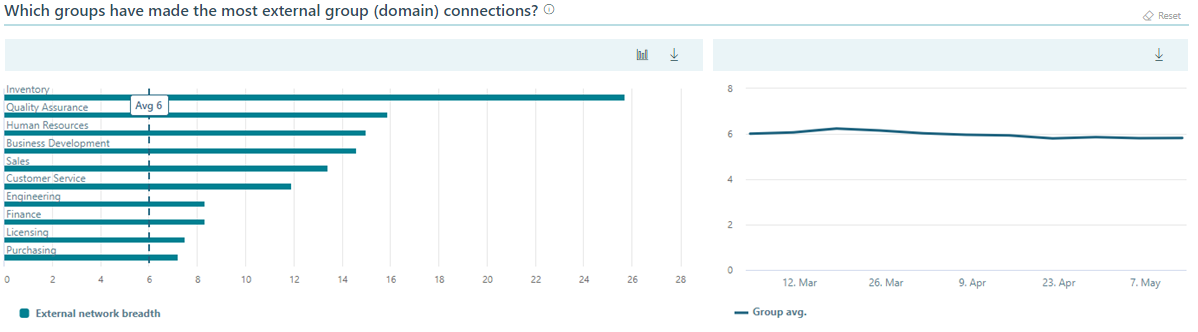 Which groups have made the most external group (domain) connections?
Reset
Inventory
Quality Assurance
Avg 6
Human Resources
Business Development
Sales
Customer Service
Engineering
Finance
Licensing
Purchasing
0 2 4 6 8 10 12 14 16 18 20 22 24 26 28
External network breadth
8
6
4
2
0
12. Mar 26. Mar 9. Apr 23. Apr 7. May
Group avg.